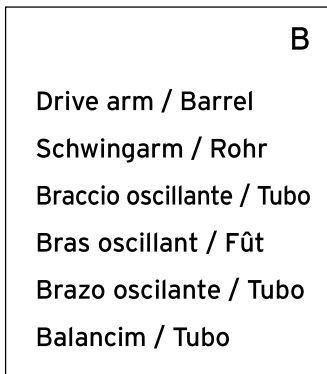 B
Drive arm / Barrel
Schwingarm / Rohr
Braccio oscillante / Tubo
Bras oscillant / Fût
Brazo oscilante / Tubo
Balancim / Tubo